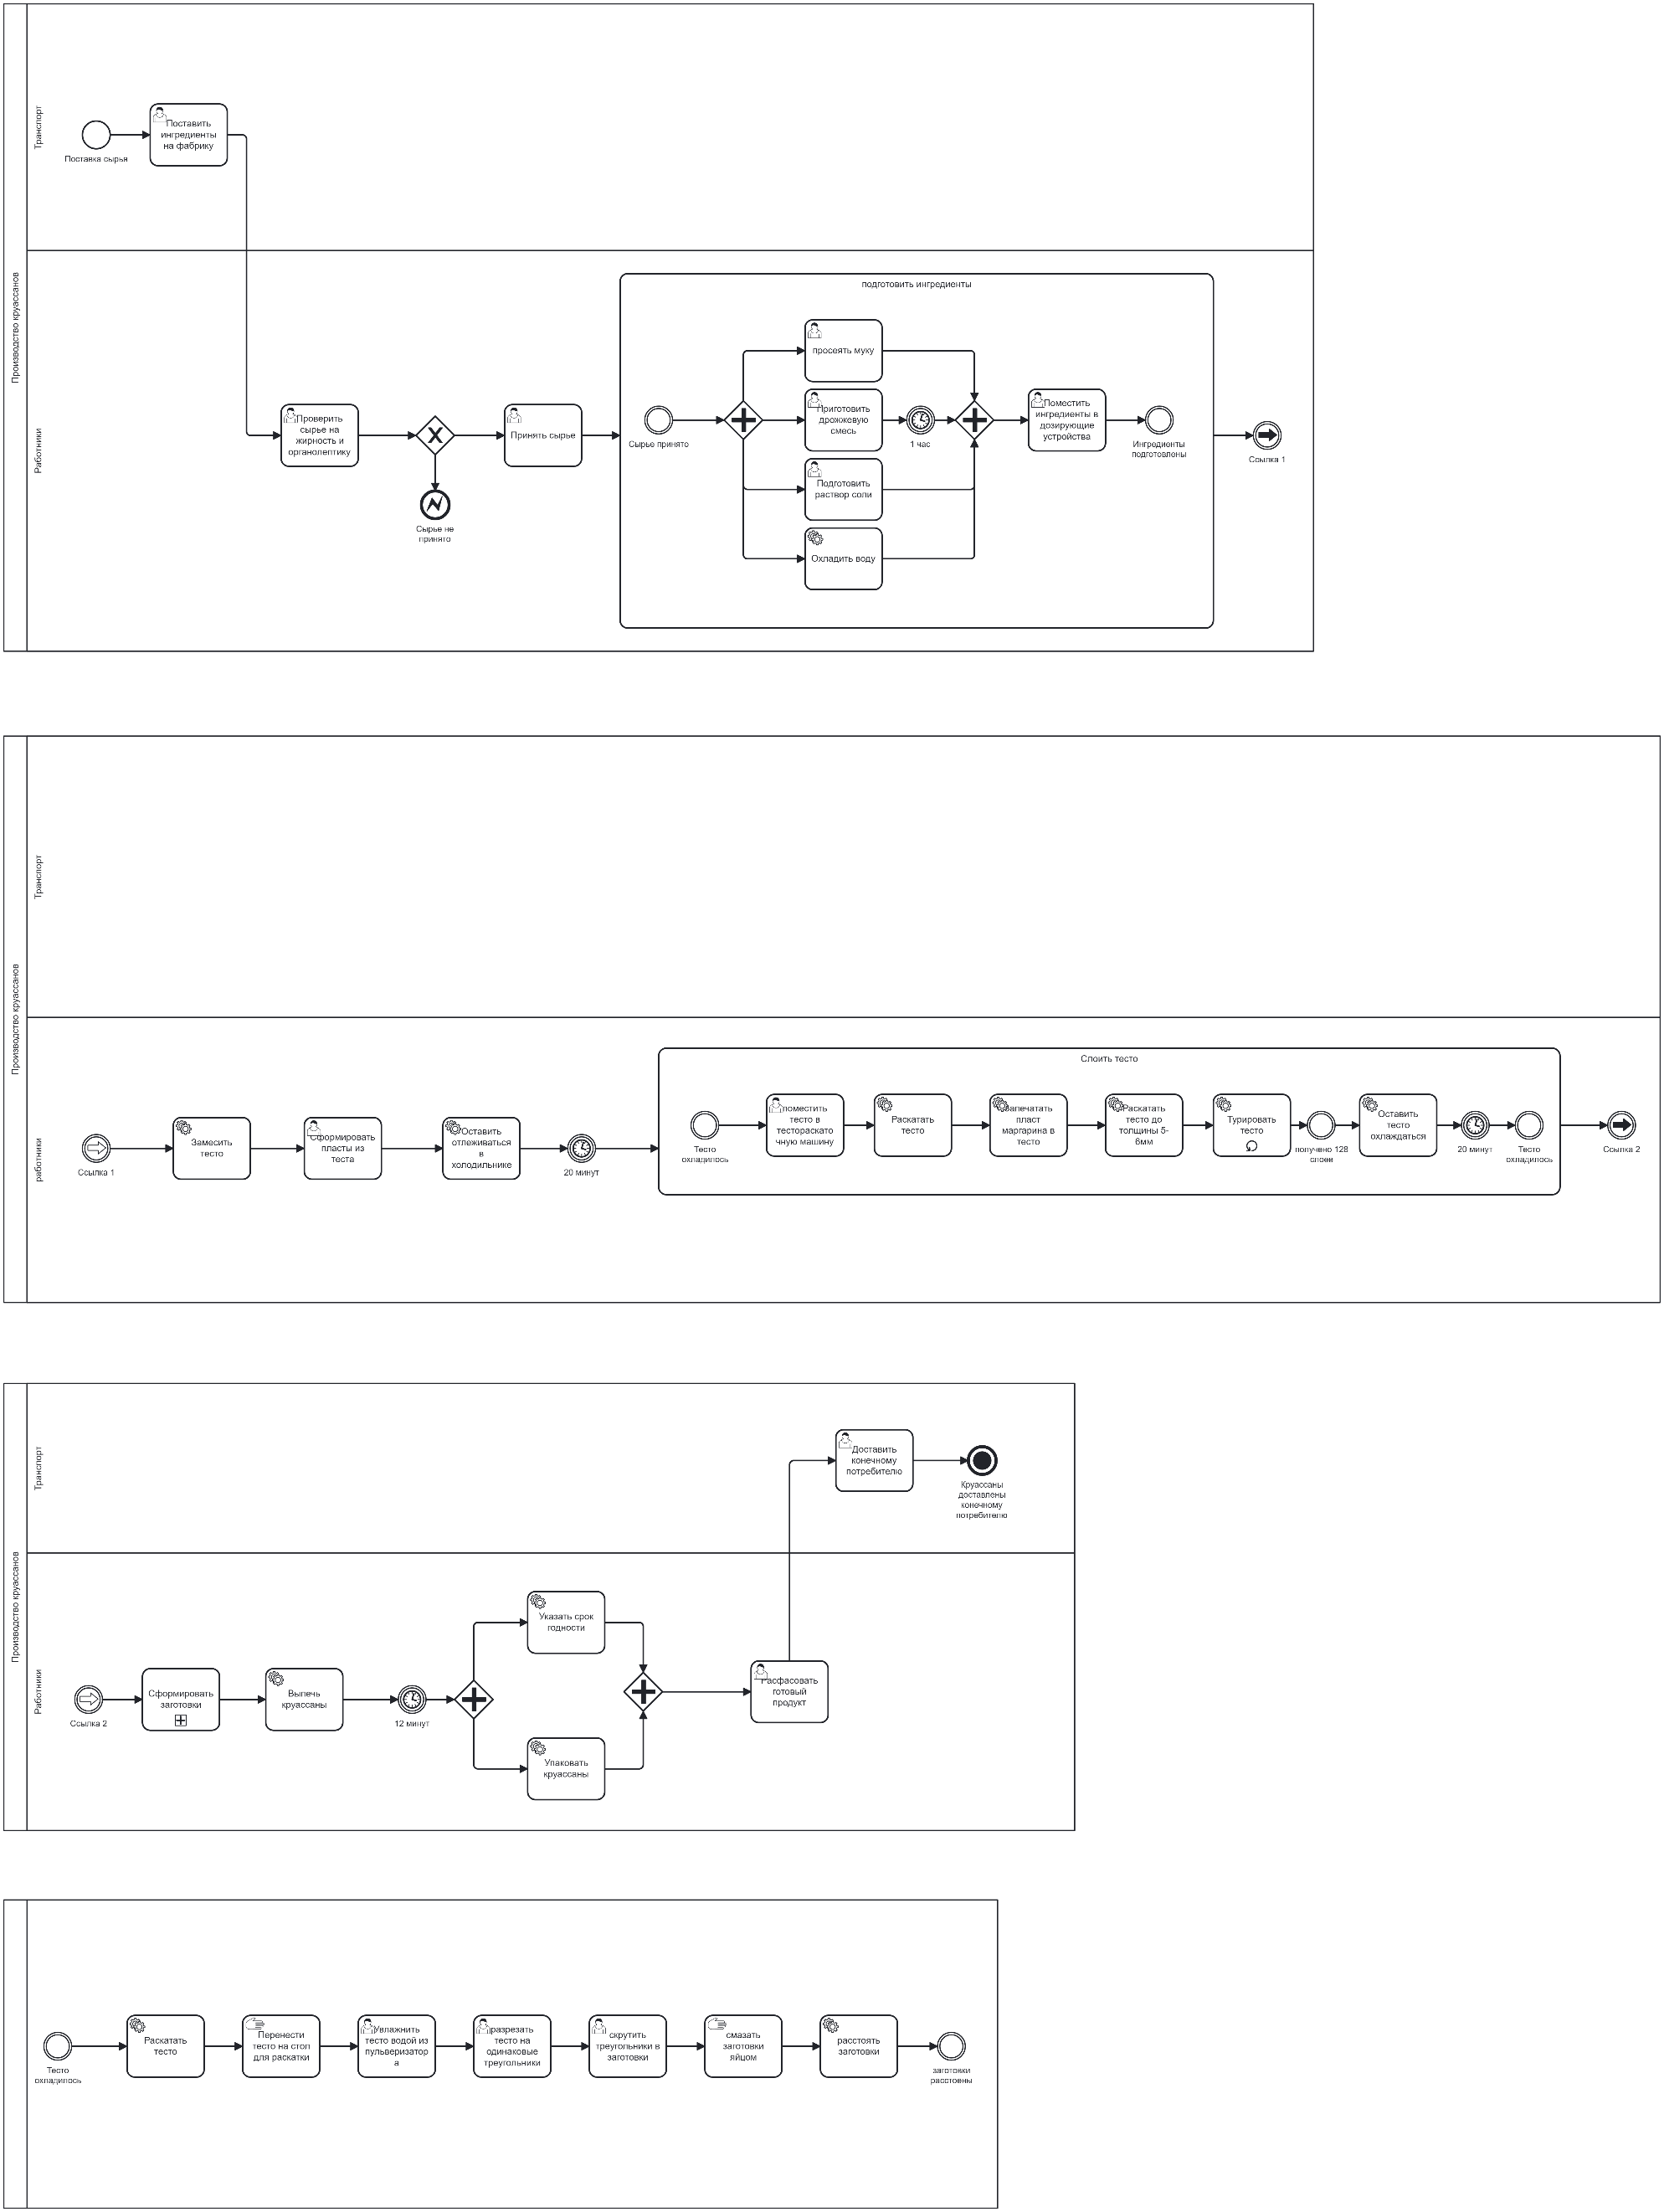 Производство круассанов
Транспорт
Поставка сырья
Поставить
ингредиенты
на фабрику
Работники
Проверить
сырье на
жирность и
органолептику
Сырье не
принято
Принять сырье
подготовить ингредиенты
Сырье принято
просеять муку
Приготовить
дрожжевую
смесь
1 час
Подготовить
раствор соли
Охладить воду
Поместить
ингредиенты в
дозирующие
устройства
Ингредиенты
подготовлены
Ссылка 1
Производство круассанов
Транспорт
работники
Ссылка 1
Замесить
тесто
Сформировать
пласты из
теста
Оставить
отлеживаться
в
холодильнике
20 минут
Слоить тесто
Тесто
охладилось
поместить
тесто в
тестораскато
чную машину
Раскатать
тесто
запечатать
пласт
маргарина в
тесто
Раскатать
тесто до
толщины 5-
6мм
Турировать
тесто
получено 128
слоев
Оставить
тесто
охлаждаться
20 минут
Тесто
охладилось
Ссылка 2
Производство круассанов
Транспорт
Доставить
конечному
потребителю
Круассаны
доставлены
конечному
потребителю
Работники
Ссылка 2
Сформировать
заготовки
Выпечь
круассаны
12 минут
Указать срок
годности
Упаковать
круассаны
Расфасовать
готовый
продукт
Тесто
охладилось
Раскатать
тесто
Перенести
тесто на стол
для раскатки
Увлажнить
тесто водой из
пульверизатор
а
разрезать
тесто на
одинаковые
треугольники
скрутить
треугольники в
заготовки
смазать
заготовки
яйцом
расстоять
заготовки
заготовки
расстоены